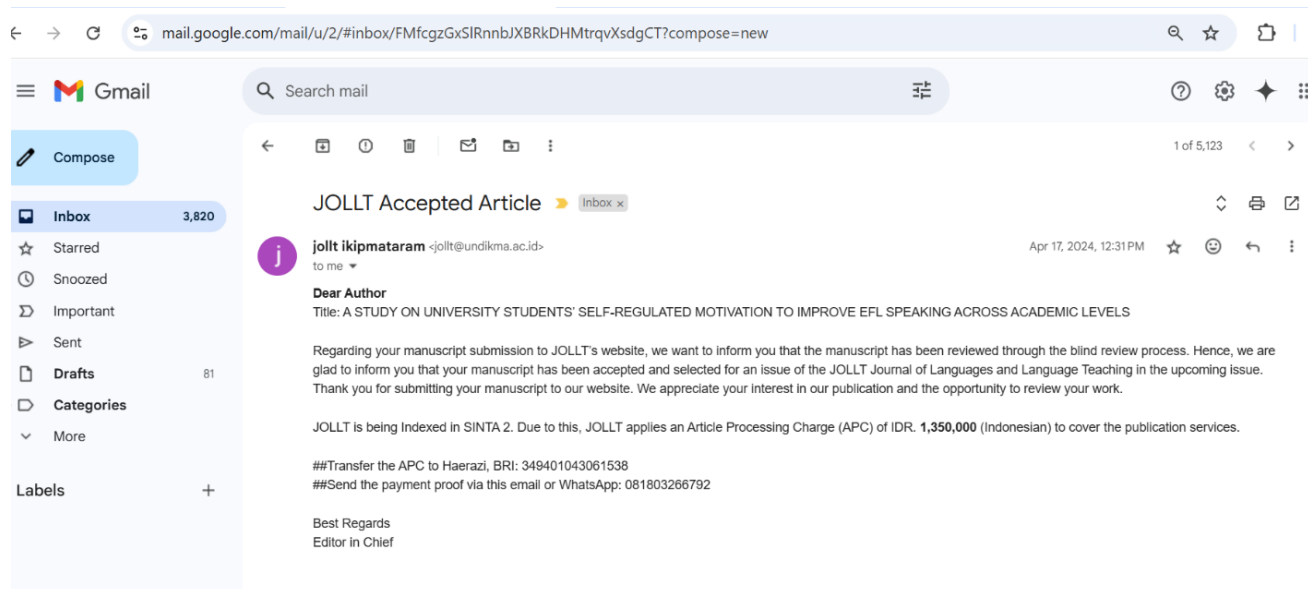 mail.google.com/mail/u/2/#inbox/FMfcgzGxSlRnnbJXBRkDHMtrqvXsdgCT?compose=new
Gmail
Search mail
Compose
1 of 5,123
JOLLT Accepted Article Inbox x
Inbox 3,820
Starred
Snoozed
Important
Sent
Drafts 81
Categories
More
Labels +
j
jollt ikipmataram <jollt@undikma.ac.id> Apr 17, 2024, 12:31 PM
to me
Dear Author
Title: A STUDY ON UNIVERSITY STUDENTS' SELF-REGULATED MOTIVATION TO IMPROVE EFL SPEAKING ACROSS ACADEMIC LEVELS
Regarding your manuscript submission to JOLLT's website, we want to inform you that the manuscript has been reviewed through the blind review process. Hence, we are
glad to inform you that your manuscript has been accepted and selected for an issue of the JOLLT Journal of Languages and Language Teaching in the upcoming issue.
Thank you for submitting your manuscript to our website. We appreciate your interest in our publication and the opportunity to review your work.
JOLLT is being Indexed in SINTA 2. Due to this, JOLLT applies an Article Processing Charge (APC) of IDR. 1,350,000 (Indonesian) to cover the publication services.
##Transfer the APC to Haerazi, BRI: 349401043061538
##Send the payment proof via this email or WhatsApp: 081803266792
Best Regards
Editor in Chief